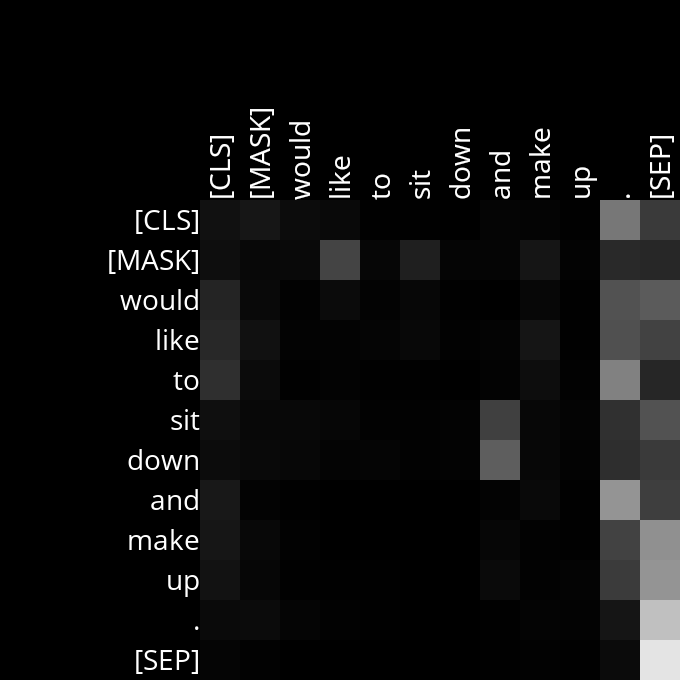 [CLS] [MASK] would like to sit down and make up . [SEP]
[CLS]
[MASK]
would
like
to
sit
down
and
make
up
.
[SEP]